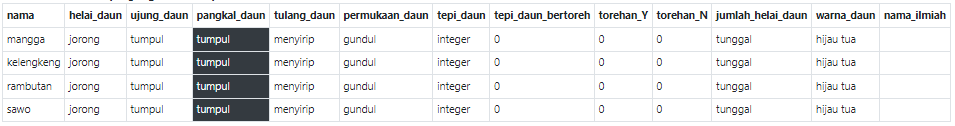 nama helai_daun ujung_daun pangkal_daun tulang_daun permukaan_daun tepi_daun tepi_daun_bertoreh torehan_Y torehan_N jumlah_helai_daun warna_daun nama_ilmiah
mangga jorong tumpul tumpul menyirip gundul integer 0 0 0 tunggal hijau tua
kelengkeng jorong tumpul tumpul menyirip gundul integer 0 0 0 tunggal hijau tua
rambutan jorong tumpul tumpul menyirip gundul integer 0 0 0 tunggal hijau tua
sawo jorong tumpul tumpul menyirip gundul integer 0 0 0 tunggal hijau tua